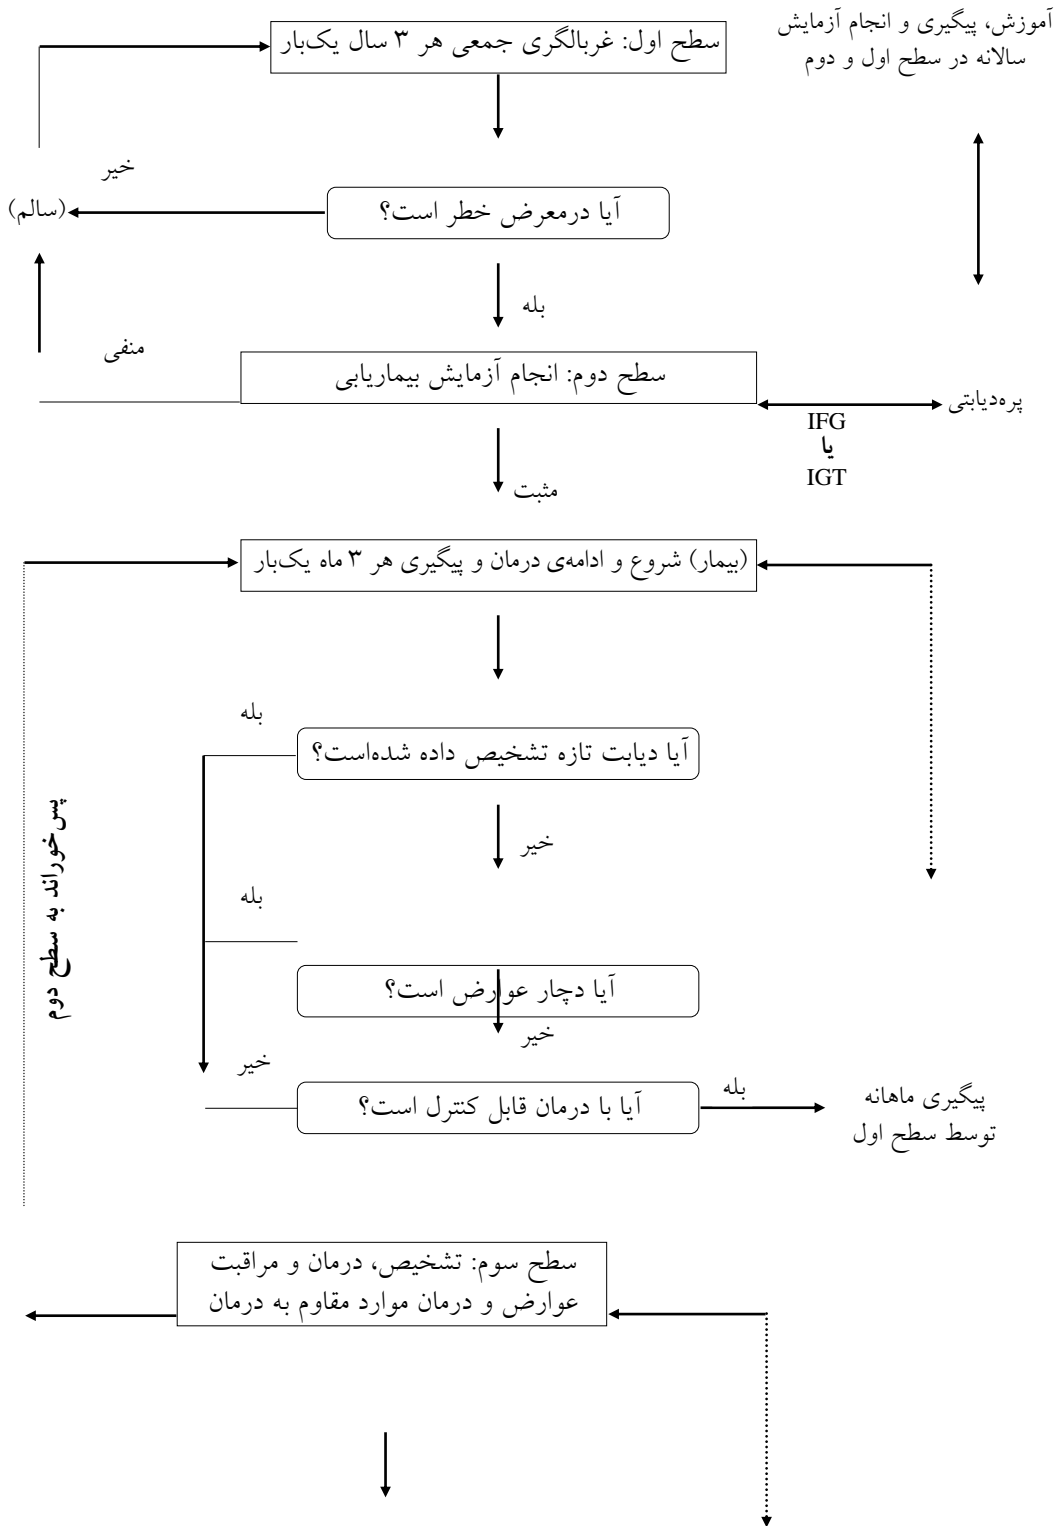 آموزش، پیگیری و انجام آزمایش
سالانه در سطح اول و دوم
سطح اول: غربالگری جمعی هر ۳ سال یک‌بار
خیر
آیا درمعرض خطر است؟
(سالم)
بله
منفی
سطح دوم: انجام آزمایش بیماریابی
پره‌دیابتی
IFG
یا
IGT
مثبت
(بیمار) شروع و ادامه‌ی درمان و پیگیری هر ۳ ماه یک‌بار
بله
آیا دیابت تازه تشخیص داده شده‌است؟
خیر
بله
پس‌خوراند به سطح دوم
آیا دچار عوارض است؟
خیر
خیر
آیا با درمان قابل کنترل است؟
بله
پیگیری ماهانه
توسط سطح اول
سطح سوم: تشخیص، درمان و مراقبت
عوارض و درمان موارد مقاوم به درمان